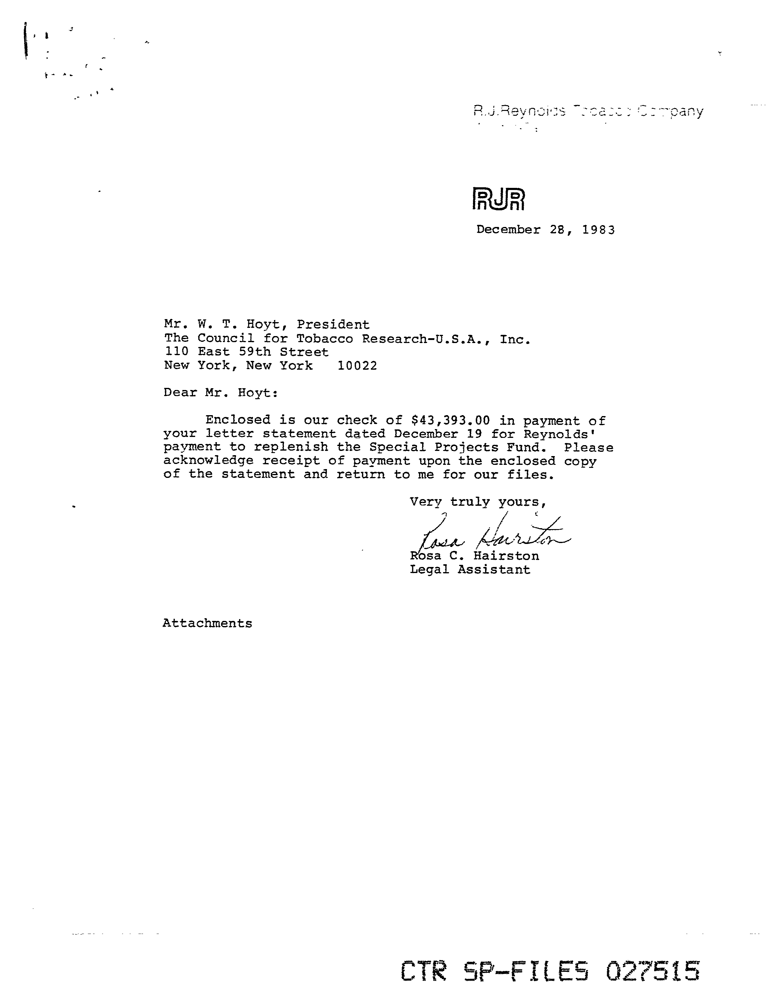 R.J.Reynolds Tobacco Company
RJR
December 28, 1983
Mr. W. T. Hoyt, President
The Council for Tobacco Research-U.S.A., Inc.
110 East 59th Street
New York, New York 10022
Dear Mr. Hoyt:
Enclosed is our check of $43,393.00 in payment of
your letter statement dated December 19 for Reynolds'
payment to replenish the Special Projects Fund. Please
acknowledge receipt of payment upon the enclosed copy
of the statement and return to me for our files.
Very truly yours,
Rosa Hairston
Rosa C. Hairston
Legal Assistant
Attachments
CTR SP-FILES 027515